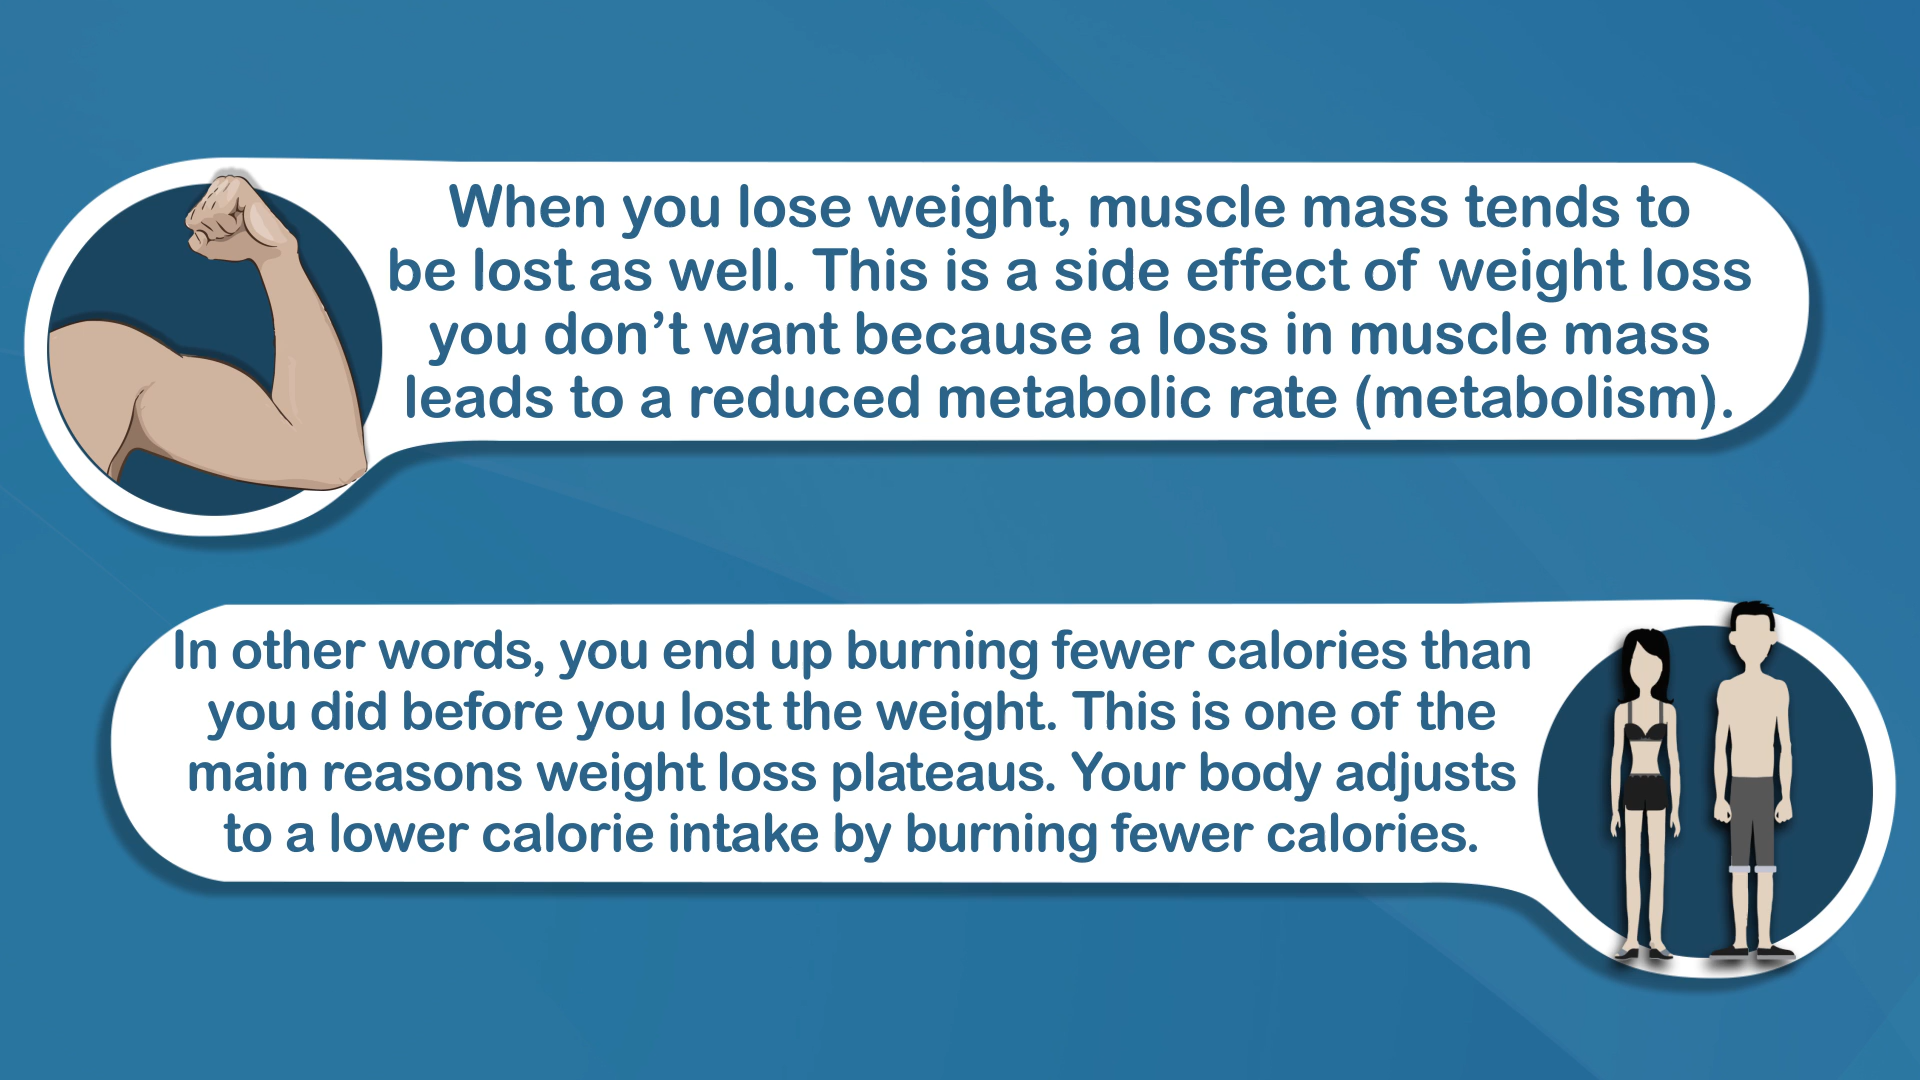 When you lose weight, muscle mass tends to
be lost as well. This is a side effect of weight loss
you don’t want because a loss in muscle mass
leads to a reduced metabolic rate (metabolism).
In other words, you end up burning fewer calories than
you did before you lost the weight. This is one of the
main reasons weight loss plateaus. Your body adjusts
to a lower calorie intake by burning fewer calories.